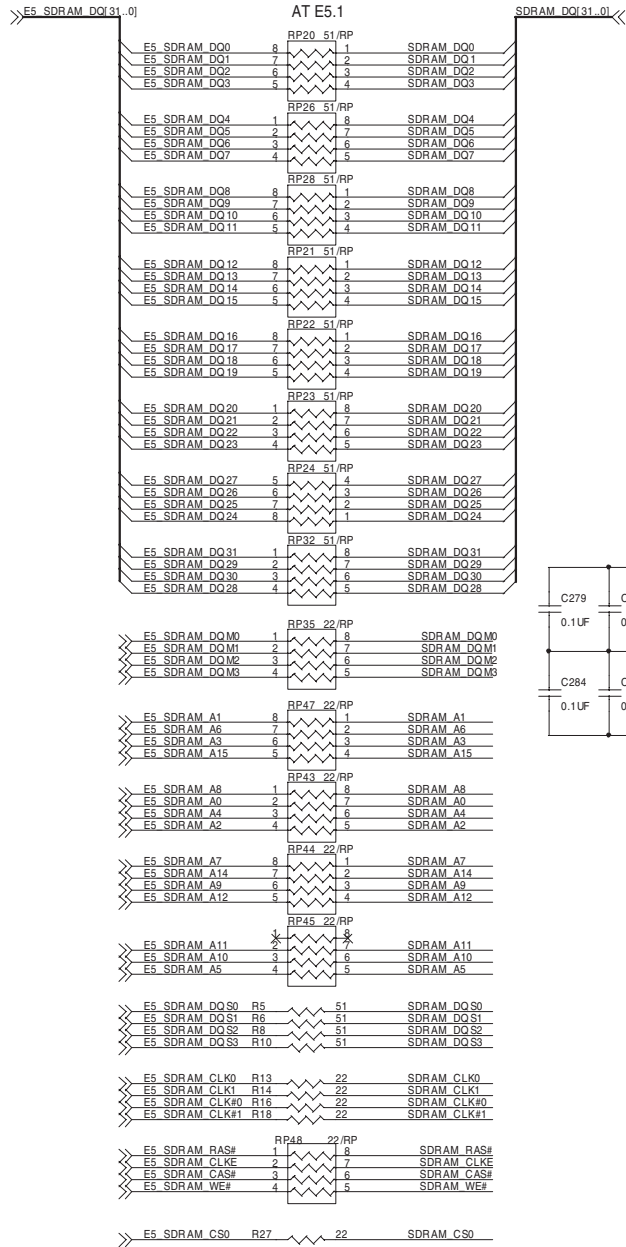 E5_SDRAM_DQ[31..0] AT E5.1 SDRAM_DQ[31..0]
RP20 51/RP
E5_SDRAM_DQ0 8 1 SDRAM_DQ0
E5_SDRAM_DQ1 7 2 SDRAM_DQ1
E5_SDRAM_DQ2 6 3 SDRAM_DQ2
E5_SDRAM_DQ3 5 4 SDRAM_DQ3
RP26 51/RP
E5_SDRAM_DQ4 1 8 SDRAM_DQ4
E5_SDRAM_DQ5 2 7 SDRAM_DQ5
E5_SDRAM_DQ6 3 6 SDRAM_DQ6
E5_SDRAM_DQ7 4 5 SDRAM_DQ7
RP28 51/RP
E5_SDRAM_DQ8 8 1 SDRAM_DQ8
E5_SDRAM_DQ9 7 2 SDRAM_DQ9
E5_SDRAM_DQ10 6 3 SDRAM_DQ10
E5_SDRAM_DQ11 5 4 SDRAM_DQ11
RP21 51/RP
E5_SDRAM_DQ12 8 1 SDRAM_DQ12
E5_SDRAM_DQ13 7 2 SDRAM_DQ13
E5_SDRAM_DQ14 6 3 SDRAM_DQ14
E5_SDRAM_DQ15 5 4 SDRAM_DQ15
RP22 51/RP
E5_SDRAM_DQ16 8 1 SDRAM_DQ16
E5_SDRAM_DQ17 7 2 SDRAM_DQ17
E5_SDRAM_DQ18 6 3 SDRAM_DQ18
E5_SDRAM_DQ19 5 4 SDRAM_DQ19
RP23 51/RP
E5_SDRAM_DQ20 1 8 SDRAM_DQ20
E5_SDRAM_DQ21 2 7 SDRAM_DQ21
E5_SDRAM_DQ22 3 6 SDRAM_DQ22
E5_SDRAM_DQ23 4 5 SDRAM_DQ23
RP24 51/RP
E5_SDRAM_DQ27 5 4 SDRAM_DQ27
E5_SDRAM_DQ26 6 3 SDRAM_DQ26
E5_SDRAM_DQ25 7 2 SDRAM_DQ25
E5_SDRAM_DQ24 8 1 SDRAM_DQ24
RP32 51/RP
E5_SDRAM_DQ31 1 8 SDRAM_DQ31
E5_SDRAM_DQ29 2 7 SDRAM_DQ29
E5_SDRAM_DQ30 3 6 SDRAM_DQ30
E5_SDRAM_DQ28 4 5 SDRAM_DQ28
C279 C
0.1UF 0
RP35 22/RP
E5_SDRAM_DQM0 1 8 SDRAM_DQM0
E5_SDRAM_DQM1 2 7 SDRAM_DQM1
E5_SDRAM_DQM2 3 6 SDRAM_DQM2
E5_SDRAM_DQM3 4 5 SDRAM_DQM3
C284 C
0.1UF 0
RP47 22/RP
E5_SDRAM_A1 8 1 SDRAM_A1
E5_SDRAM_A6 7 2 SDRAM_A6
E5_SDRAM_A3 6 3 SDRAM_A3
E5_SDRAM_A15 5 4 SDRAM_A15
RP43 22/RP
E5_SDRAM_A8 1 8 SDRAM_A8
E5_SDRAM_A0 2 7 SDRAM_A0
E5_SDRAM_A4 3 6 SDRAM_A4
E5_SDRAM_A2 4 5 SDRAM_A2
RP44 22/RP
E5_SDRAM_A7 8 1 SDRAM_A7
E5_SDRAM_A14 7 2 SDRAM_A14
E5_SDRAM_A9 6 3 SDRAM_A9
E5_SDRAM_A12 5 4 SDRAM_A12
RP45 22/RP
1 8
E5_SDRAM_A11 2 7 SDRAM_A11
E5_SDRAM_A10 3 6 SDRAM_A10
E5_SDRAM_A5 4 5 SDRAM_A5
E5_SDRAM_DQS0 R5 51 SDRAM_DQS0
E5_SDRAM_DQS1 R6 51 SDRAM_DQS1
E5_SDRAM_DQS2 R8 51 SDRAM_DQS2
E5_SDRAM_DQS3 R10 51 SDRAM_DQS3
E5_SDRAM_CLK0 R13 22 SDRAM_CLK0
E5_SDRAM_CLK1 R14 22 SDRAM_CLK1
E5_SDRAM_CLK#0 R16 22 SDRAM_CLK#0
E5_SDRAM_CLK#1 R18 22 SDRAM_CLK#1
RP48 22/RP
E5_SDRAM_RAS# 1 8 SDRAM_RAS#
E5_SDRAM_CLKE 2 7 SDRAM_CLKE
E5_SDRAM_CAS# 3 6 SDRAM_CAS#
E5_SDRAM_WE# 4 5 SDRAM_WE#
E5_SDRAM_CS0 R27 22 SDRAM_CS0